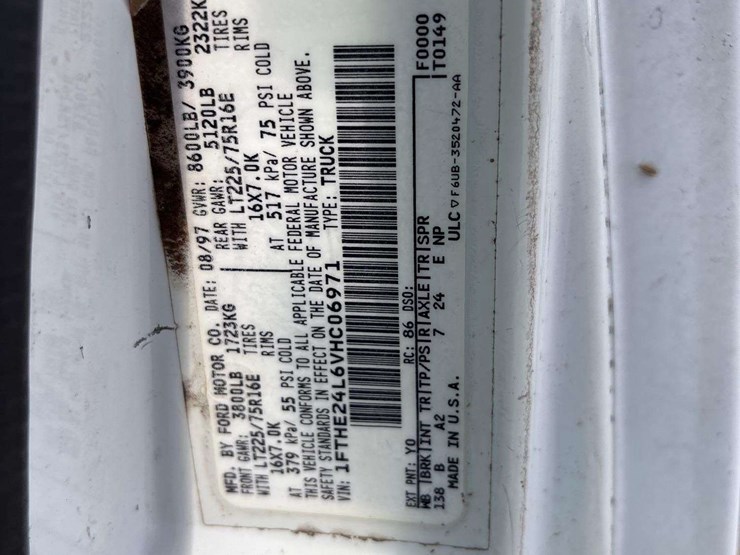 MFD. BY FORD MOTOR CO. DATE: 08/97 GVWR: 8600LB/ 3900KG
FRONT GAWR: 3800LB 1723KG REAR GAWR: 5120LB 2322K
WITH LT225/75R16E TIRES WITH LT225/75R16E TIRES
16X7.0K RIMS 16X7.0K RIMS
AT 379 kPa/ 55 PSI COLD AT 517 kPa/ 75 PSI COLD
THIS VEHICLE CONFORMS TO ALL APPLICABLE FEDERAL MOTOR VEHICLE
SAFETY STANDARDS IN EFFECT ON THE DATE OF MANUFACTURE SHOWN ABOVE.
VIN: 1FTHE24L6VHC06971 TYPE: TRUCK
EXT PNT: YO RC: 86 DSO: F0000
WB |BRK|INT TR|TP/PS|R|AXLE|TR|SPR T0149
138 B A2 7 24 E NP
MADE IN U.S.A. ULC ▽ F6UB-3520472-AA